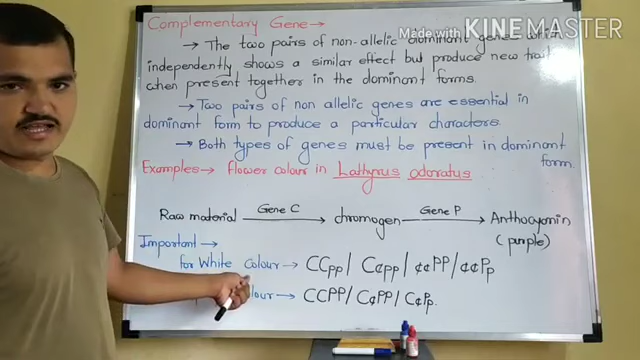 Complementary Gene →
Made with KINEMASTER
→ The two pairs of non-allelic dominant genes which
independently shows a similar effect but produce new trait
when present together in the dominant forms.
→ Two pairs of non allelic genes are essential in
dominant form to produce a particular characters.
→ Both types of genes must be present in dominant
form.
Examples → Flower colour in Lathyrus odoratus
Raw material Gene C → chromogen Gene P → Anthocyanin
(purple)
Important →
for White Colour → CCpp / Ccpp / ccPP / ccPp
lour → CCPP / CcPP / CcPp.